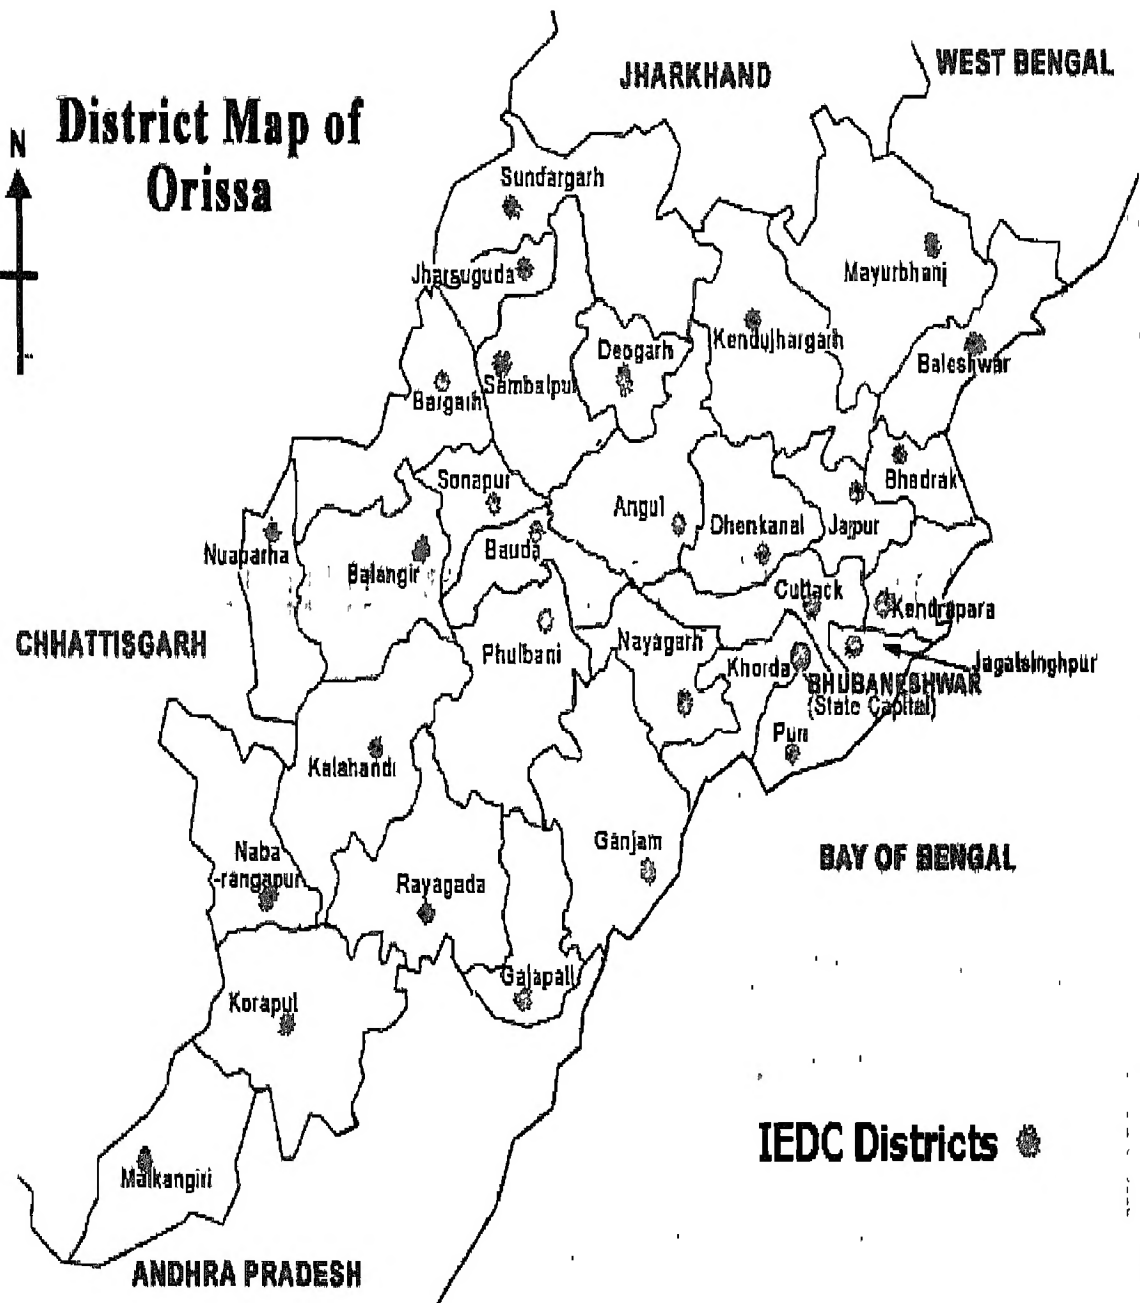 JHARKHAND
WEST BENGAL
District Map of
Orissa
N
Sundargarh
Jharsuguda
Mayurbhanj
Deogarh
Kendujhargarh
Baleshwar
Sambalpur
Bargarh
Sonapur
Bhadrak
Angul
Dhenkanal
Jajpur
Nuaparha
Balangir
Bauda
Cuttack
Kendrapara
CHHATTISGARH
Phulbani
Nayagarh
Khorda
Jagatsinghpur
BHUBANESHWAR
(State Capital)
Puri
Kalahandi
Ganjam
BAY OF BENGAL
Naba
-rangapur
Rayagada
Gajapati
Koraput
IEDC Districts
Malkangiri
ANDHRA PRADESH